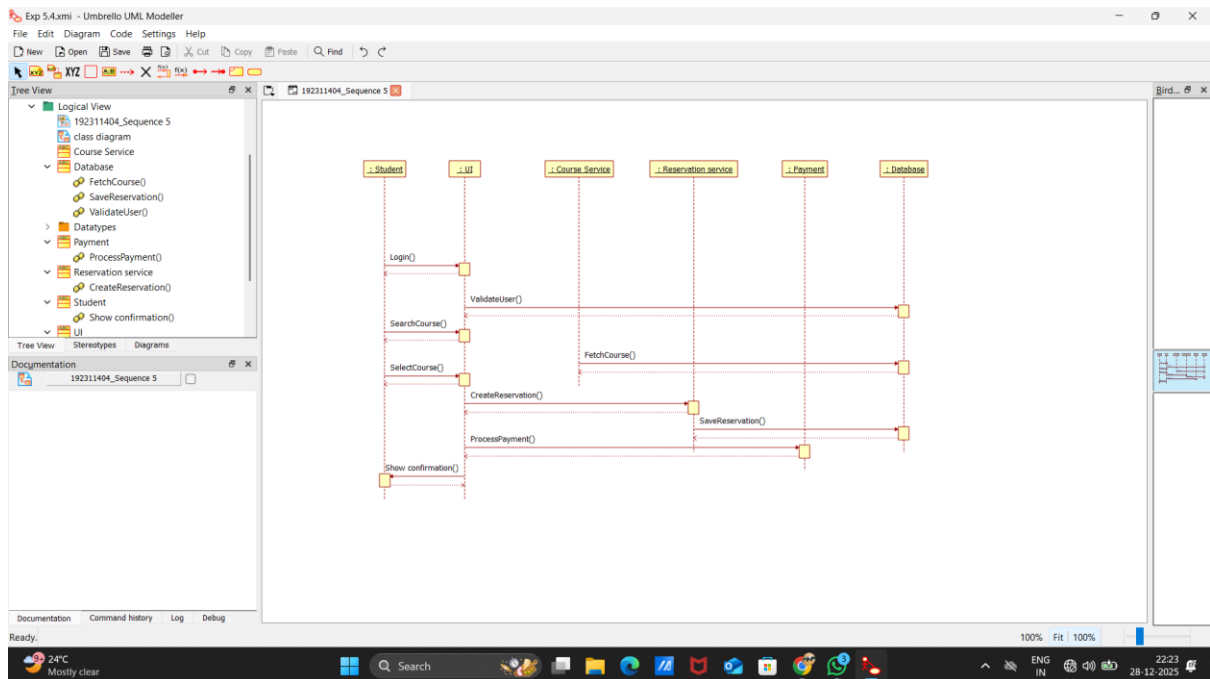 Exp 5.4.xmi - Umbrello UML Modeller
File Edit Diagram Code Settings Help
New Open Save Cut Copy Paste Find
XYZ XYZ A.B f(x) f(x)
Tree View
192311404_Sequence 5
Bird...
Logical View
192311404_Sequence 5
class diagram
Course Service
Database
FetchCourse()
SaveReservation()
ValidateUser()
Datatypes
Payment
ProcessPayment()
Reservation service
CreateReservation()
Student
Show confirmation()
UI
Tree View Stereotypes Diagrams
Documentation
192311404_Sequence 5
Documentation Command history Log Debug
: Student : UI : Course Service : Reservation service : Payment : Database
Login()
ValidateUser()
SearchCourse()
FetchCourse()
SelectCourse()
CreateReservation()
SaveReservation()
ProcessPayment()
Show confirmation()
Ready.
100% Fit 100%
24°C
Mostly clear
Search
3
ENG
IN
22:23
28-12-2025